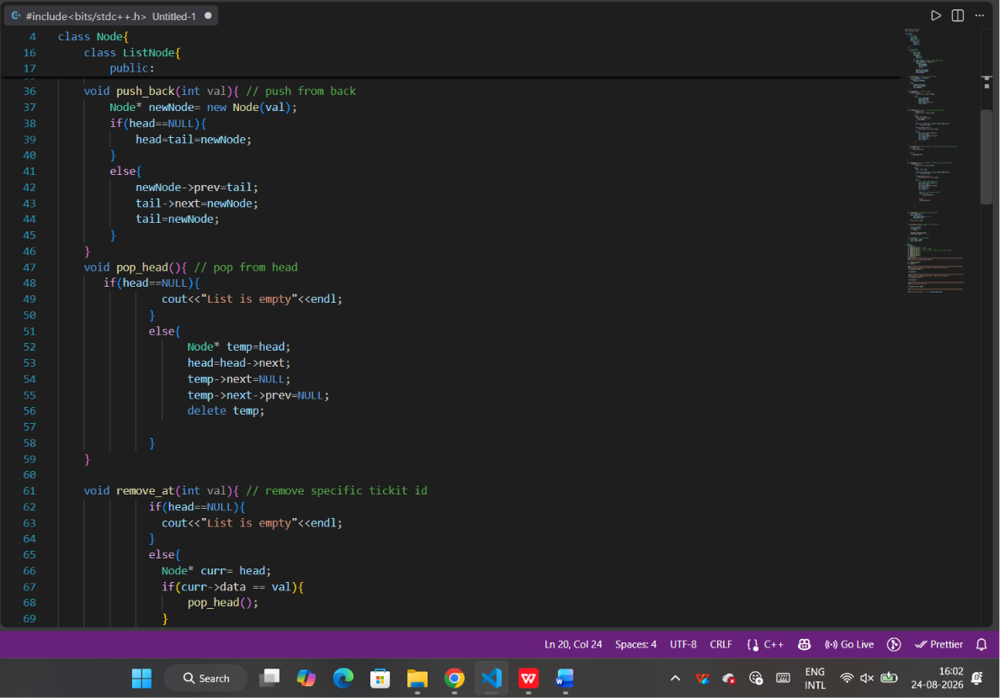 #include<bits/stdc++.h> Untitled-1
4 class Node{
16 class ListNode{
17 public:
36 void push_back(int val){ // push from back
37 Node* newNode= new Node(val);
38 if(head==NULL){
39 head=tail=newNode;
40 }
41 else{
42 newNode->prev=tail;
43 tail->next=newNode;
44 tail=newNode;
45 }
46 }
47 void pop_head(){ // pop from head
48 if(head==NULL){
49 cout<<"List is empty"<<endl;
50 }
51 else{
52 Node* temp=head;
53 head=head->next;
54 temp->next=NULL;
55 temp->next->prev=NULL;
56 delete temp;
57
58 }
59 }
60
61 void remove_at(int val){ // remove specific tickit id
62 if(head==NULL){
63 cout<<"List is empty"<<endl;
64 }
65 else{
66 Node* curr= head;
67 if(curr->data == val){
68 pop_head();
69 }
Ln 20, Col 24 Spaces: 4 UTF-8 CRLF C++ Go Live Prettier
Search
ENG
INTL
16:02
24-08-2026